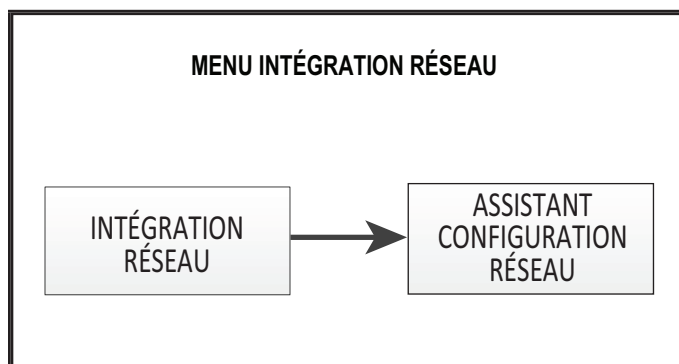 MENU INTÉGRATION RÉSEAU
INTÉGRATION
RÉSEAU
ASSISTANT
CONFIGURATION
RÉSEAU